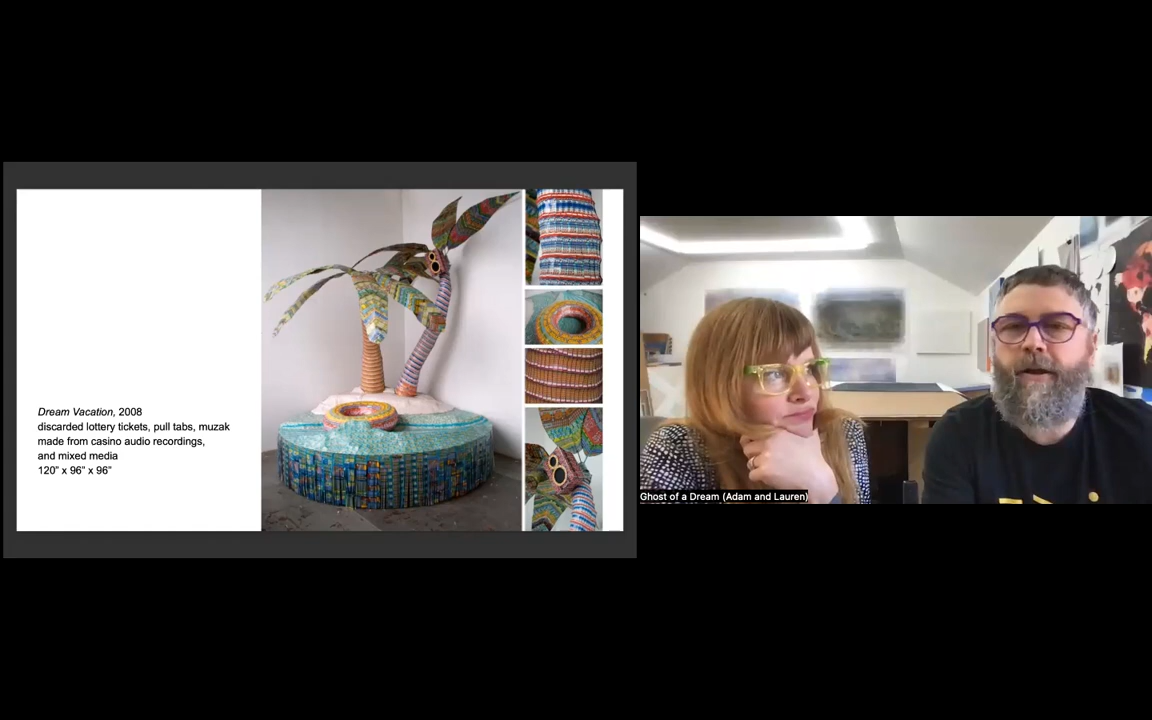 Dream Vacation, 2008
discarded lottery tickets, pull tabs, muzak
made from casino audio recordings,
and mixed media
120” x 96” x 96”
Ghost of a Dream (Adam and Lauren)